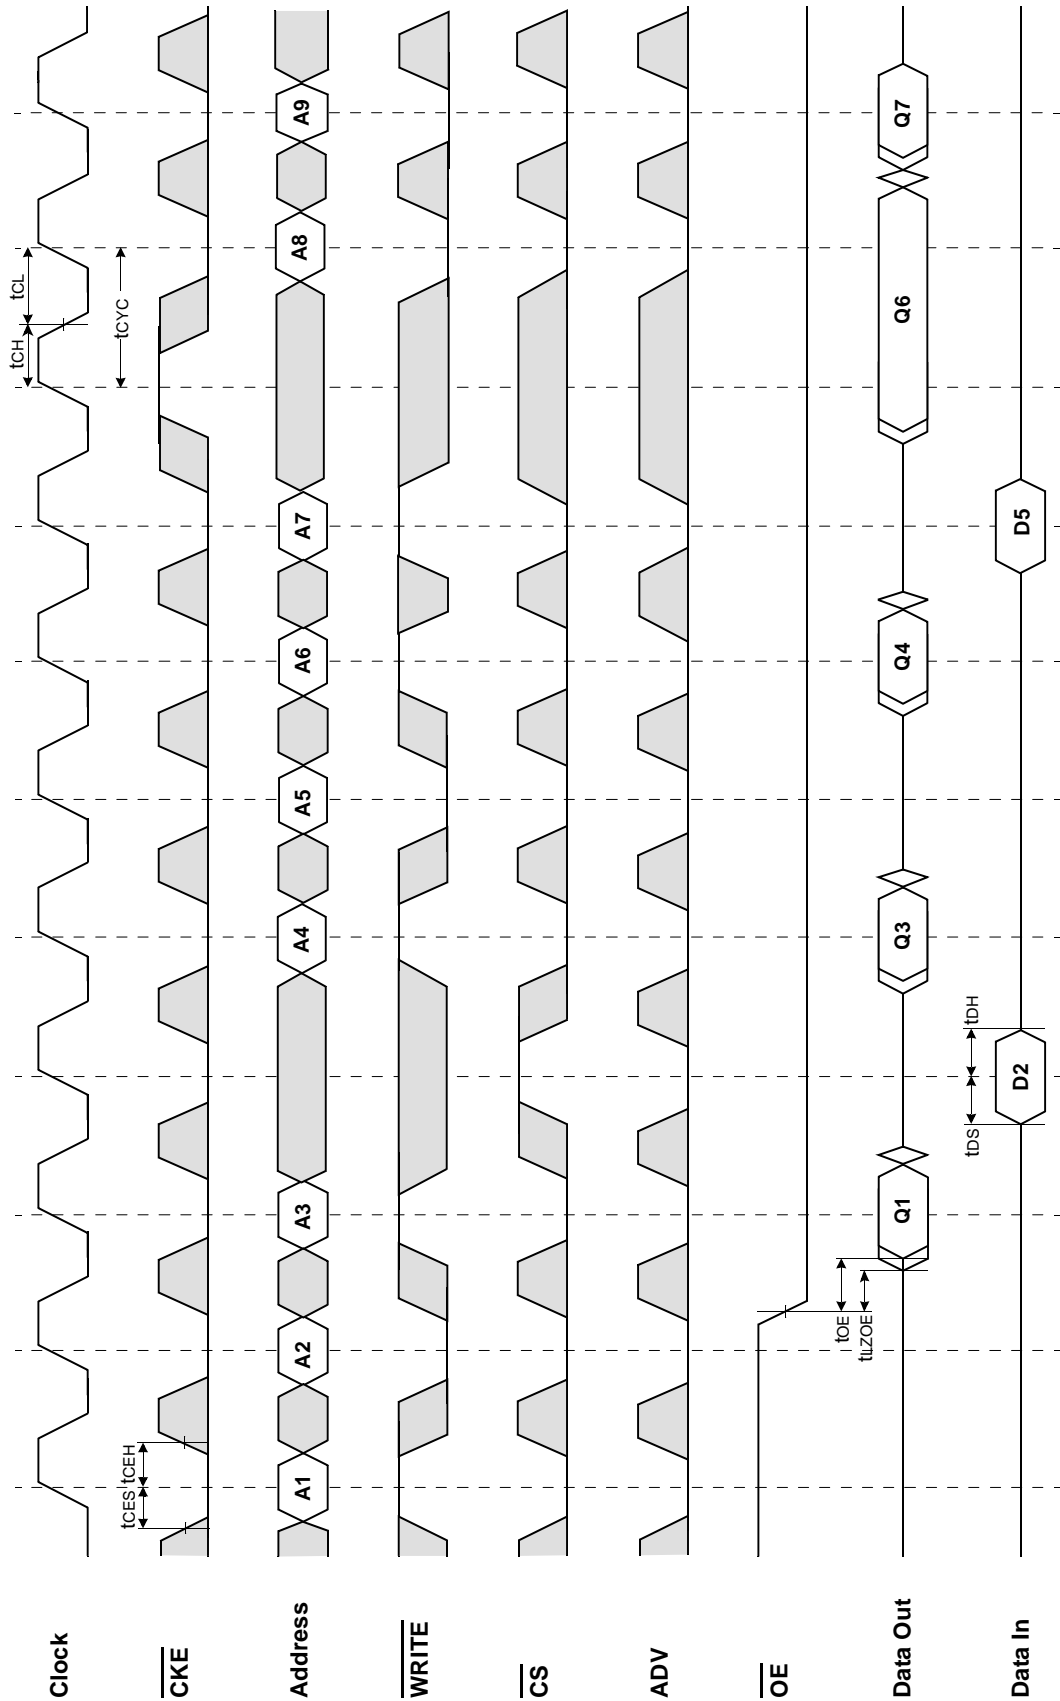 Clock
tCH tCL
tCYC
CKE
tCES tCEH
Address
A1 A2 A3 A4 A5 A6 A7 A8 A9
WRITE
CS
ADV
OE
tOE
tLZOE
Data Out
Q1 Q3 Q4 Q6 Q7
tDS tDH
Data In
D2 D5